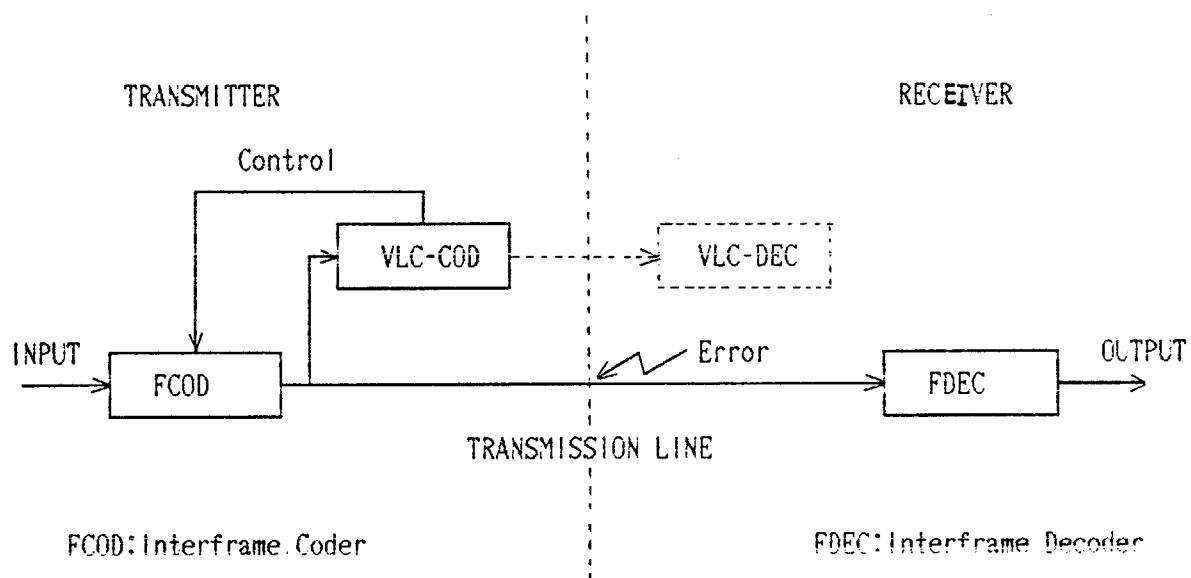 TRANSMITTER
RECEIVER
Control
VLC-COD
VLC-DEC
INPUT
FCOD
Error
FDEC
OUTPUT
TRANSMISSION LINE
FCOD:Interframe Coder
FDEC:Interframe Decoder